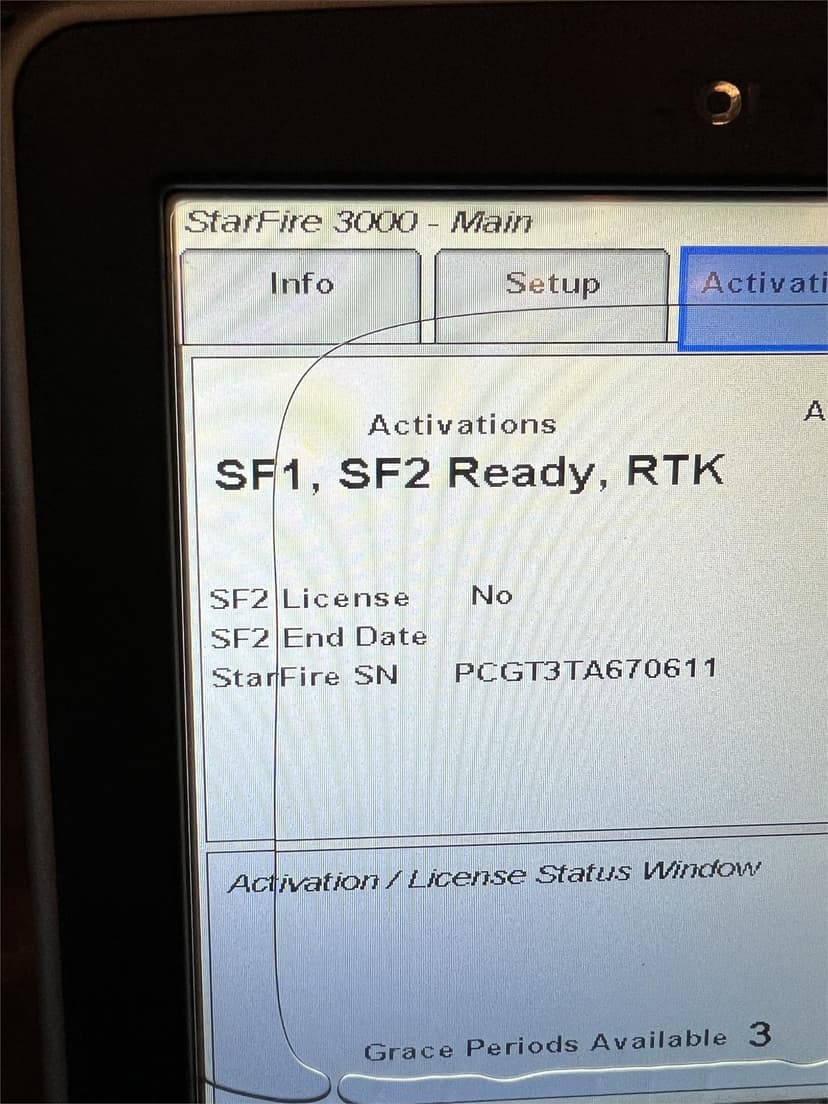 StarFire 3000 - Main
Info Setup
Activations
SF1, SF2 Ready, RTK
SF2 License No
SF2 End Date
StarFire SN PCGT3TA670611
Activation / License Status Window
Grace Periods Available 3